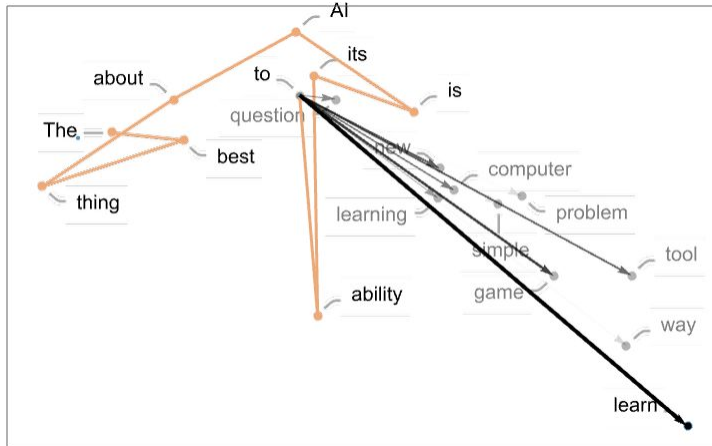 AI
its
to
about
is
question
The
new
best
computer
thing
learning
problem
simple
tool
game
ability
way
learn